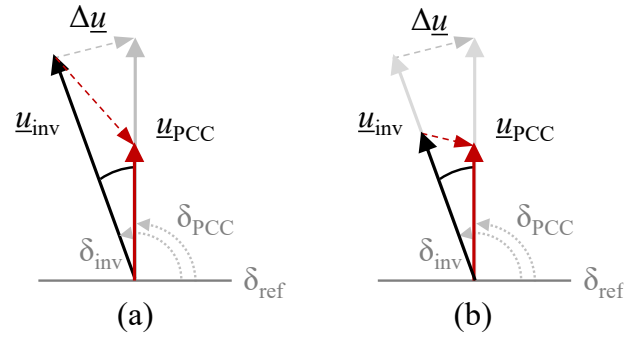 Δu
u_inv
u_PCC
δ_PCC
δ_inv
δ_ref
(a)
Δu
u_inv
u_PCC
δ_PCC
δ_inv
δ_ref
(b)